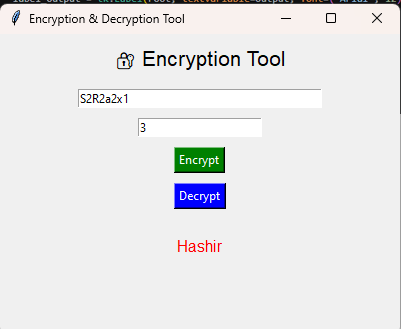 Encryption & Decryption Tool
🔐 Encryption Tool
S2R2a2x1
3
Encrypt
Decrypt
Hashir